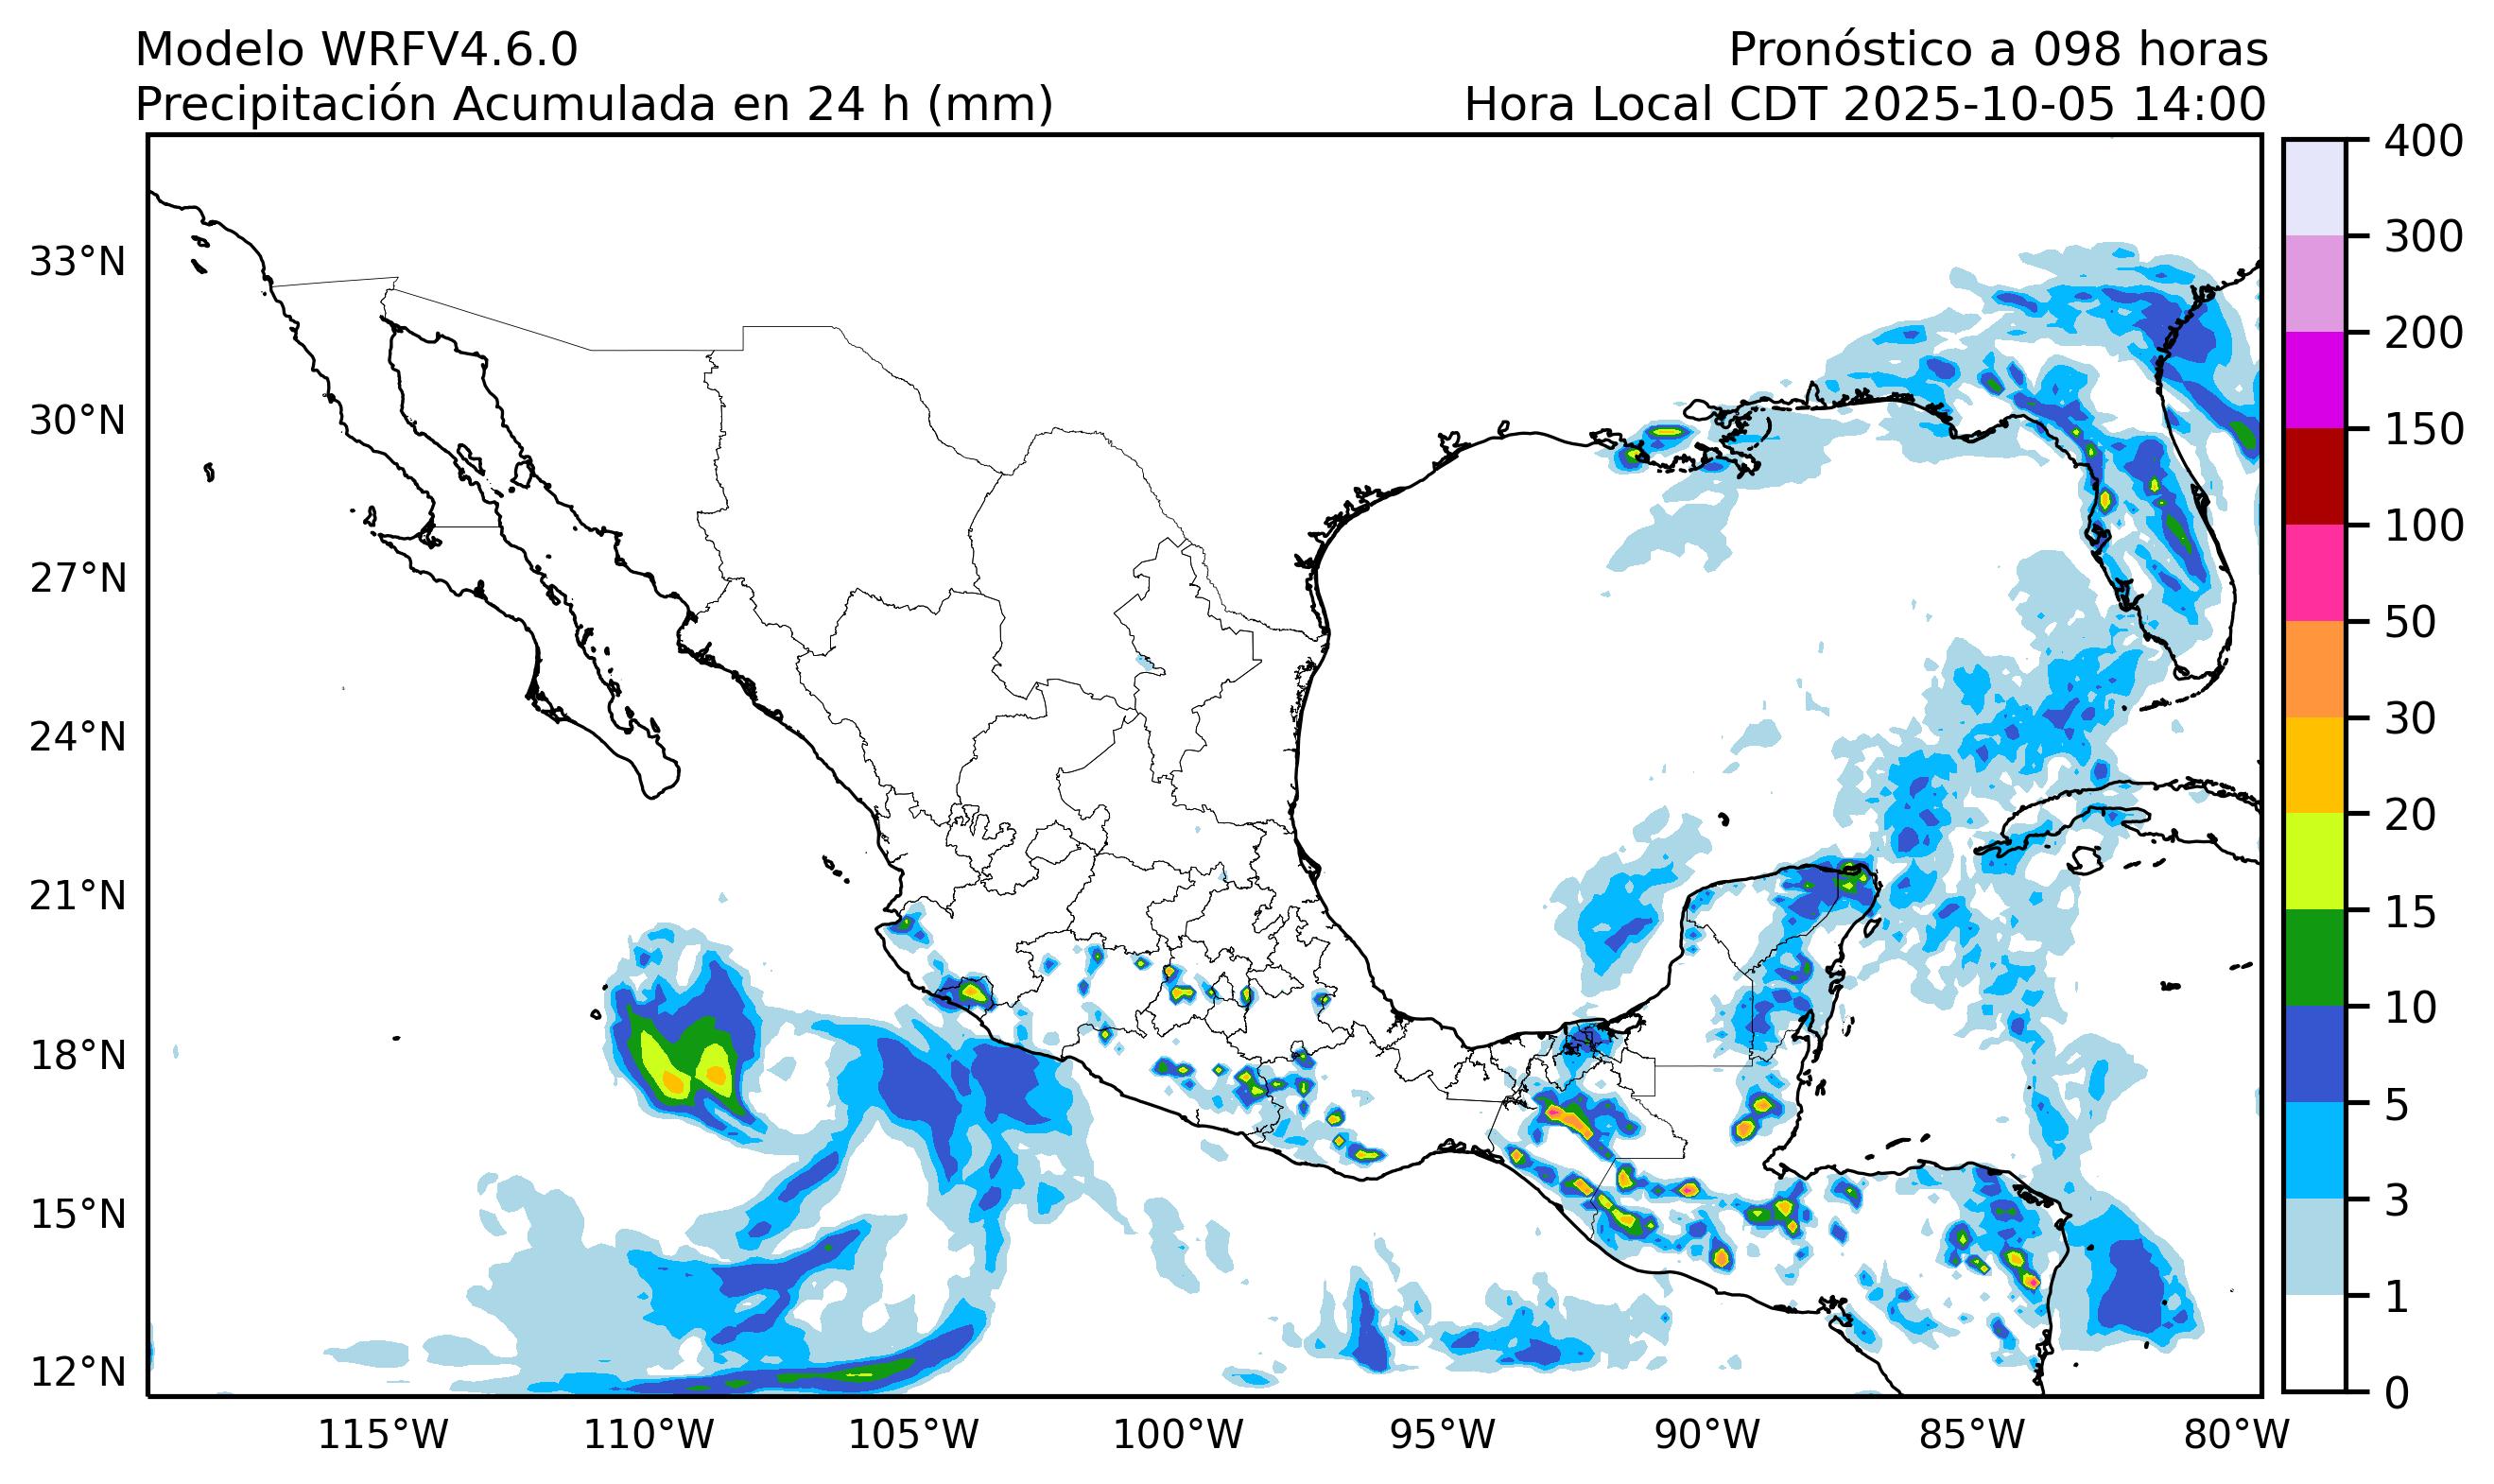 Modelo WRFV4.6.0
Pronóstico a 098 horas
Precipitación Acumulada en 24 h (mm)
Hora Local CDT 2025-10-05 14:00
33°N
30°N
27°N
24°N
21°N
18°N
15°N
12°N
115°W
110°W
105°W
100°W
95°W
90°W
85°W
80°W
400
300
200
150
100
50
30
20
15
10
5
3
1
0